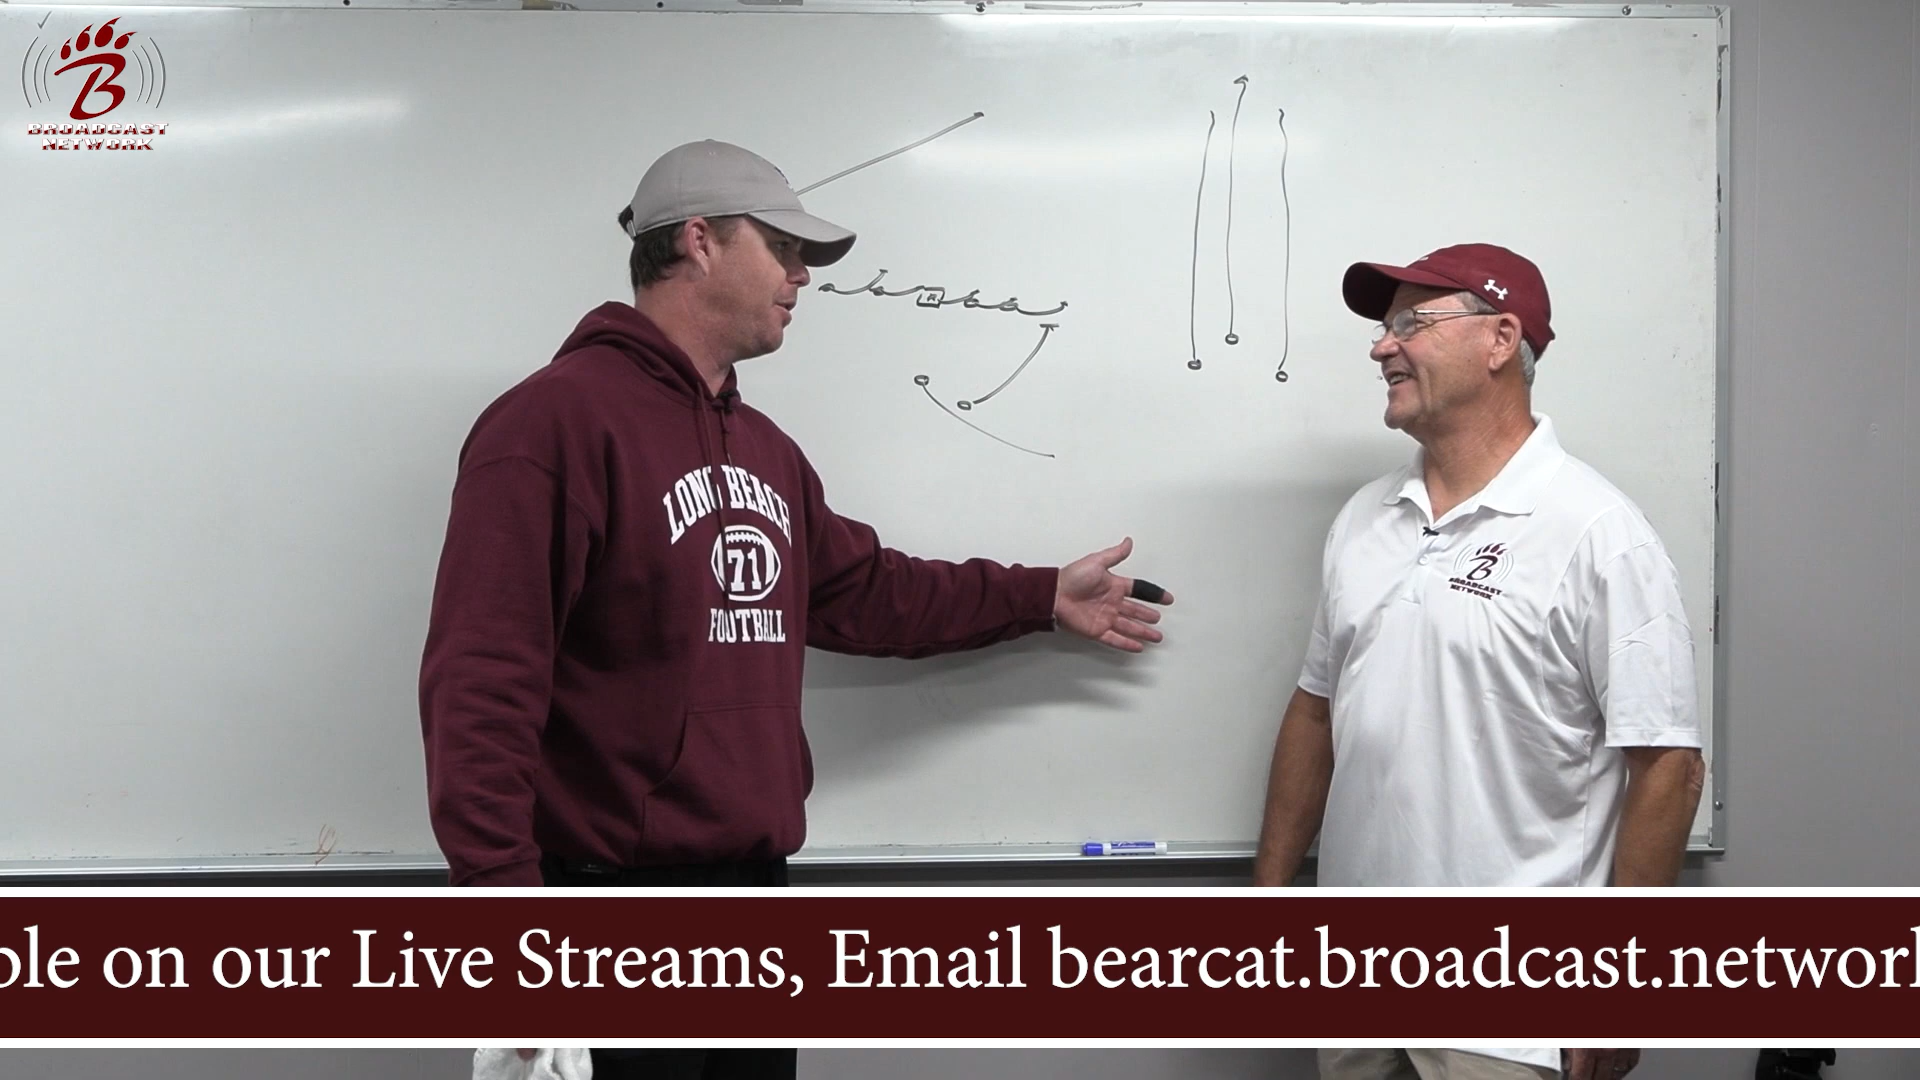 B
BROADCAST
NETWORK
LONG BEACH
71
FOOTBALL
B
BROADCAST
NETWORK
ble on our Live Streams, Email bearcat.broadcast.network